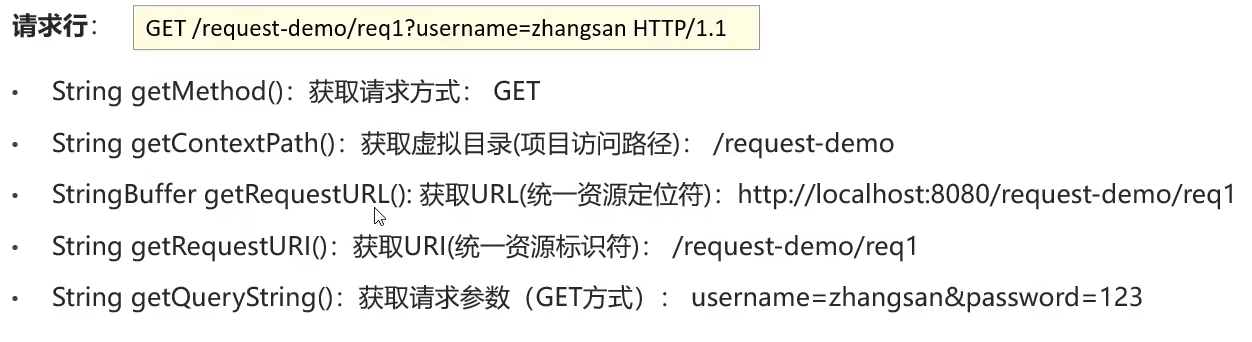 请求行： GET /request-demo/req1?username=zhangsan HTTP/1.1
• String getMethod()：获取请求方式： GET
• String getContextPath()：获取虚拟目录(项目访问路径)： /request-demo
• StringBuffer getRequestURL(): 获取URL(统一资源定位符)：http://localhost:8080/request-demo/req1
• String getRequestURI()：获取URI(统一资源标识符)： /request-demo/req1
• String getQueryString()：获取请求参数（GET方式）： username=zhangsan&password=123